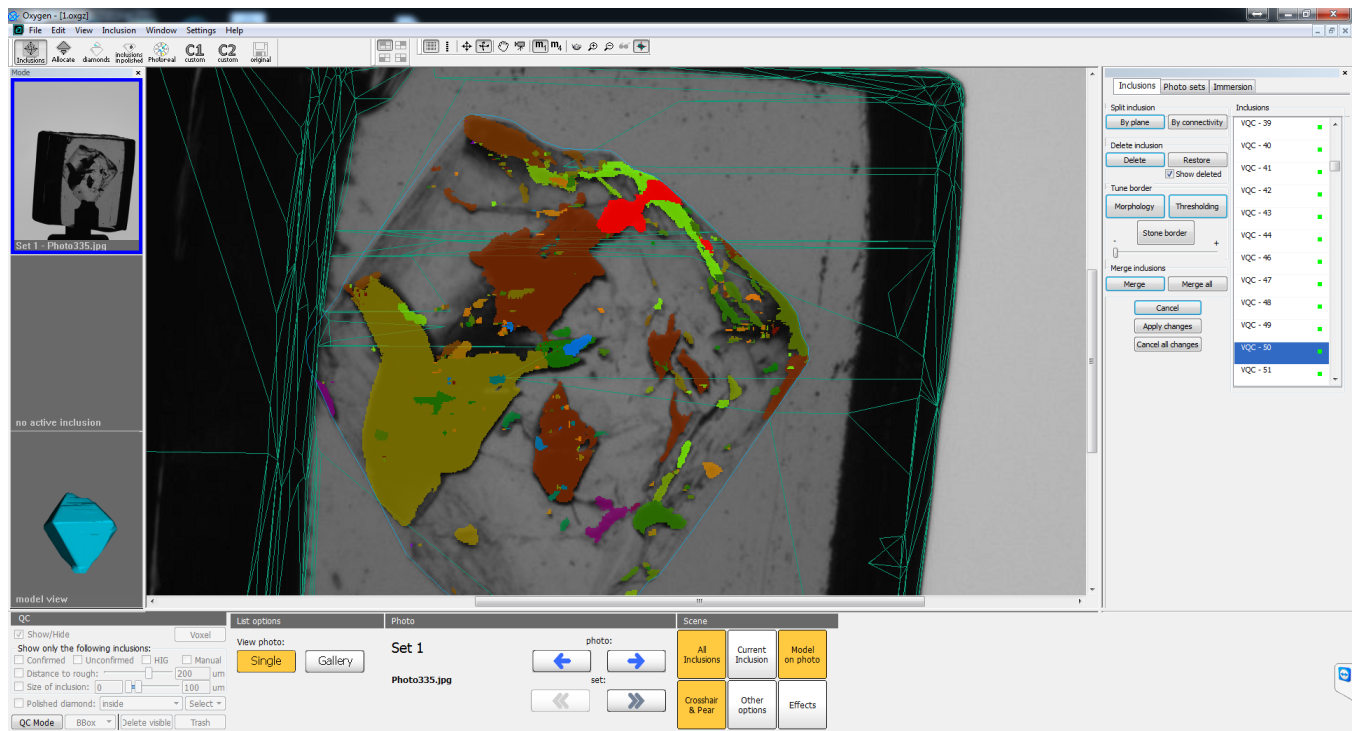 Oxygen - [1.oxgz]
File Edit View Inclusion Window Settings Help
Inclusions Allocate diamonds inclusions in polished Photoreal C1 custom C2 custom original
m1 m4
Mode
Set 1 - Photo335.jpg
no active inclusion
model view
Inclusions Photo sets Immersion
Split inclusion
By plane By connectivity
Delete inclusion
Delete Restore
Show deleted
Tune border
Morphology Thresholding
Stone border
- +
Merge inclusions
Merge Merge all
Cancel
Apply changes
Cancel all changes
Inclusions
VQC - 39
VQC - 40
VQC - 41
VQC - 42
VQC - 43
VQC - 44
VQC - 46
VQC - 47
VQC - 48
VQC - 49
VQC - 50
VQC - 51
QC
Show/Hide Voxel
Show only the following inclusions:
Confirmed Unconfirmed HIG Manual
Distance to rough: 200 um
Size of inclusion: 0 100 um
Polished diamond: inside Select
QC Mode BBox Delete visible Trash
List options
View photo:
Single Gallery
Photo
Set 1
Photo335.jpg
photo:
set:
Scene
All Inclusions
Current Inclusion
Model on photo
Crosshair & Pear
Other options
Effects